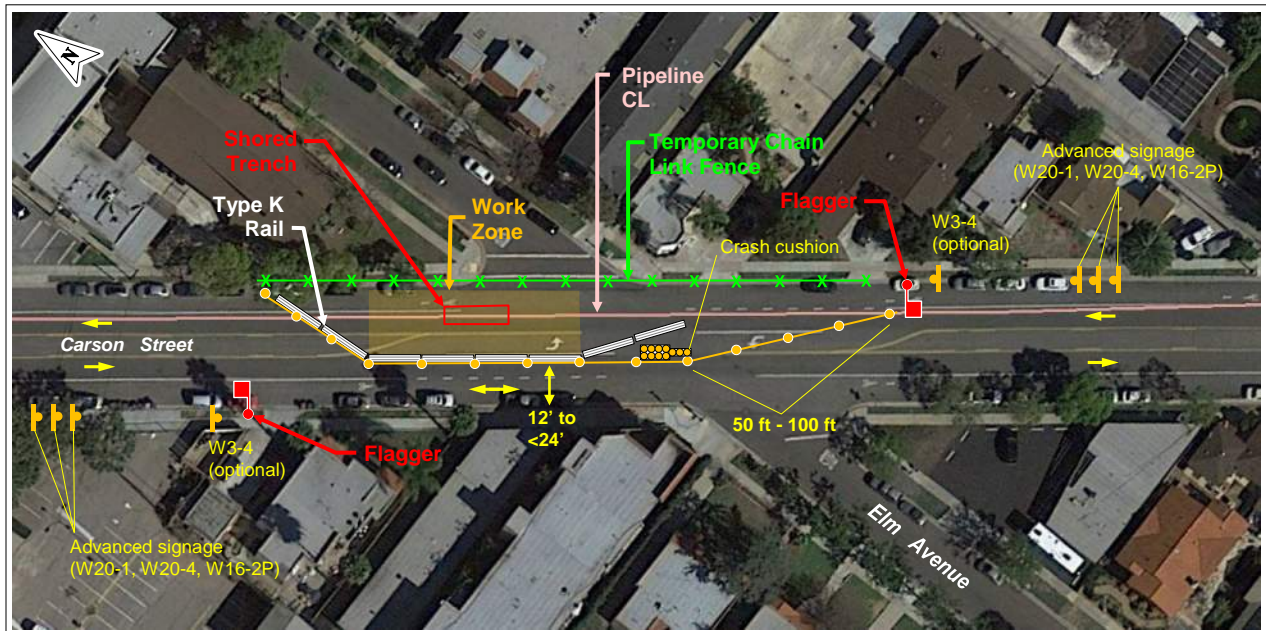 N
Pipeline
CL
Shored
Trench
Temporary Chain
Link Fence
Advanced signage
(W20-1, W20-4, W16-2P)
Type K
Rail
Work
Zone
Flagger
W3-4
(optional)
Crash cushion
Carson Street
12' to
<24'
50 ft - 100 ft
W3-4
(optional)
Flagger
Elm Avenue
Advanced signage
(W20-1, W20-4, W16-2P)